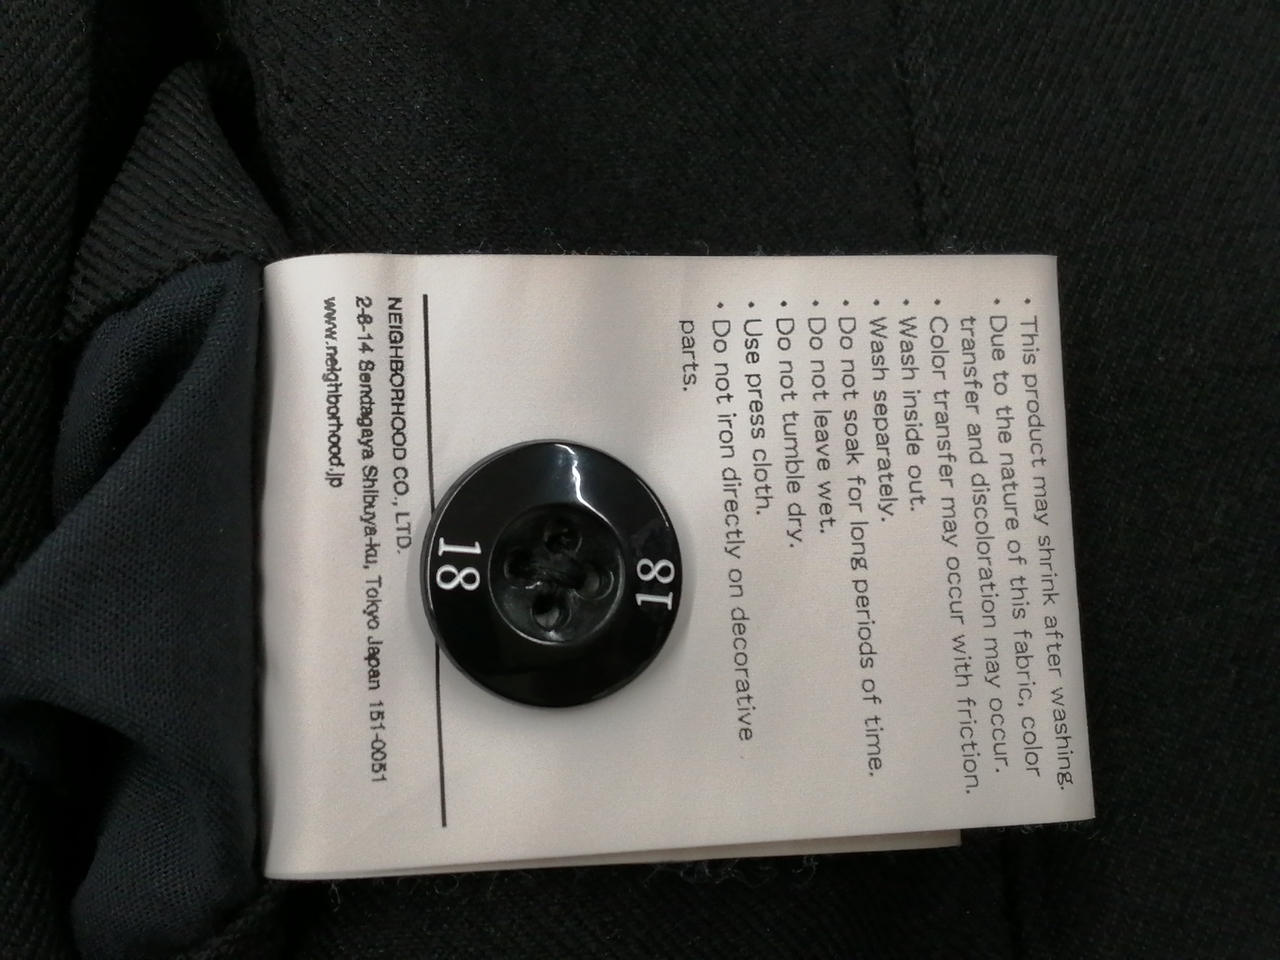 • This product may shrink after washing.
• Due to the nature of this fabric, color
transfer and discoloration may occur.
• Color transfer may occur with friction.
• Wash inside out.
• Wash separately.
• Do not soak for long periods of time.
• Do not leave wet.
• Do not tumble dry.
• Use press cloth.
• Do not iron directly on decorative
parts.
18
18
NEIGHBORHOOD CO., LTD.
2-8-14 Sendagaya Shibuya-ku, Tokyo Japan 151-0051
www.neighborhood.jp